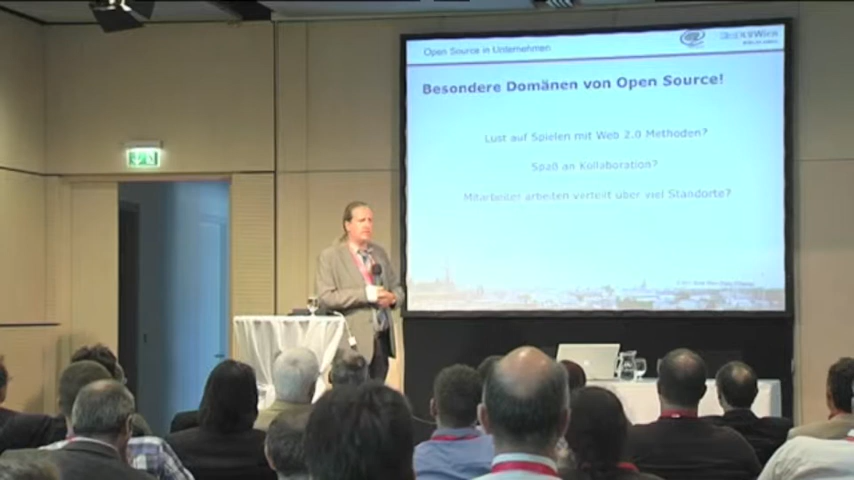 Open Source in Unternehmen
Besondere Domänen von Open Source!
Lust auf Spielen mit Web 2.0 Methoden?
Spaß an Kollaboration?
Mitarbeiter arbeiten verteilt über viel Standorte?